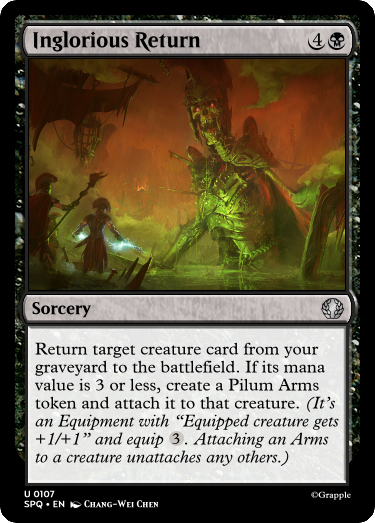 Inglorious Return 4
Sorcery
Return target creature card from your
graveyard to the battlefield. If its mana
value is 3 or less, create a Pilum Arms
token and attach it to that creature. (It's
an Equipment with “Equipped creature gets
+1/+1” and equip 3. Attaching an Arms
to a creature unattaches any others.)
U 0107
SPQ • EN Chang-Wei Chen
©Grapple